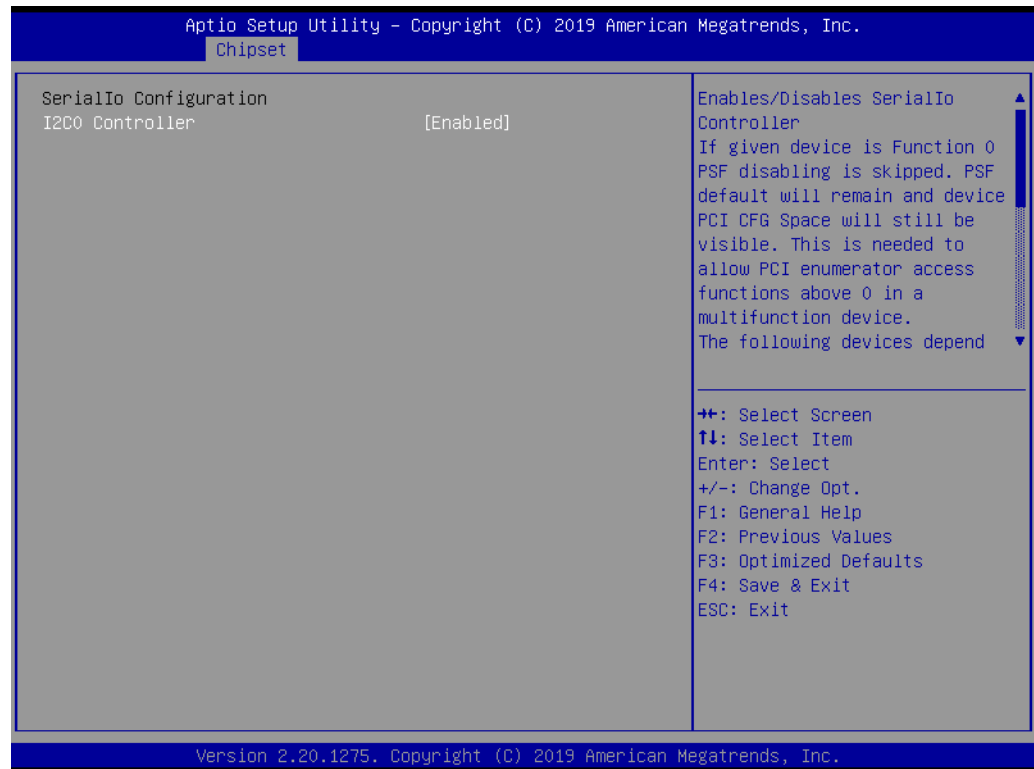 Aptio Setup Utility – Copyright (C) 2019 American Megatrends, Inc.
Chipset
SerialIo Configuration
I2C0 Controller [Enabled]
Enables/Disables SerialIo
Controller
If given device is Function 0
PSF disabling is skipped. PSF
default will remain and device
PCI CFG Space will still be
visible. This is needed to
allow PCI enumerator access
functions above 0 in a
multifunction device.
The following devices depend
→←: Select Screen
↑↓: Select Item
Enter: Select
+/-: Change Opt.
F1: General Help
F2: Previous Values
F3: Optimized Defaults
F4: Save & Exit
ESC: Exit
Version 2.20.1275. Copyright (C) 2019 American Megatrends, Inc.